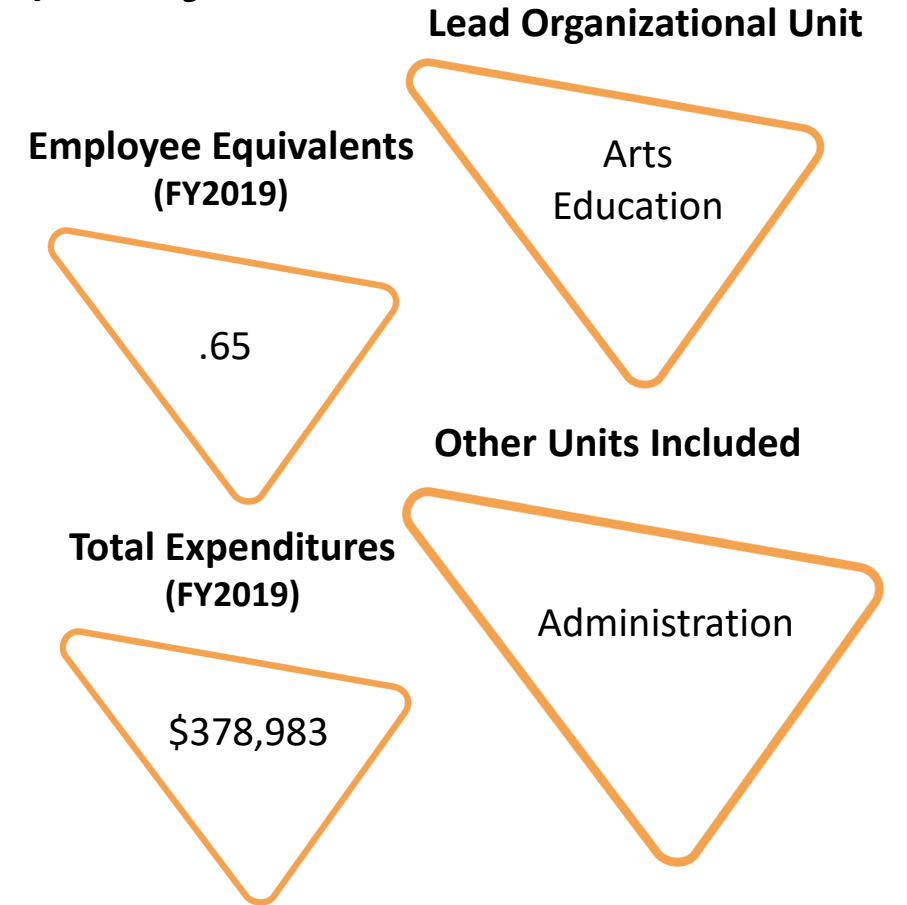 Lead Organizational Unit
Arts
Education
Employee Equivalents
(FY2019)
.65
Other Units Included
Administration
Total Expenditures
(FY2019)
$378,983